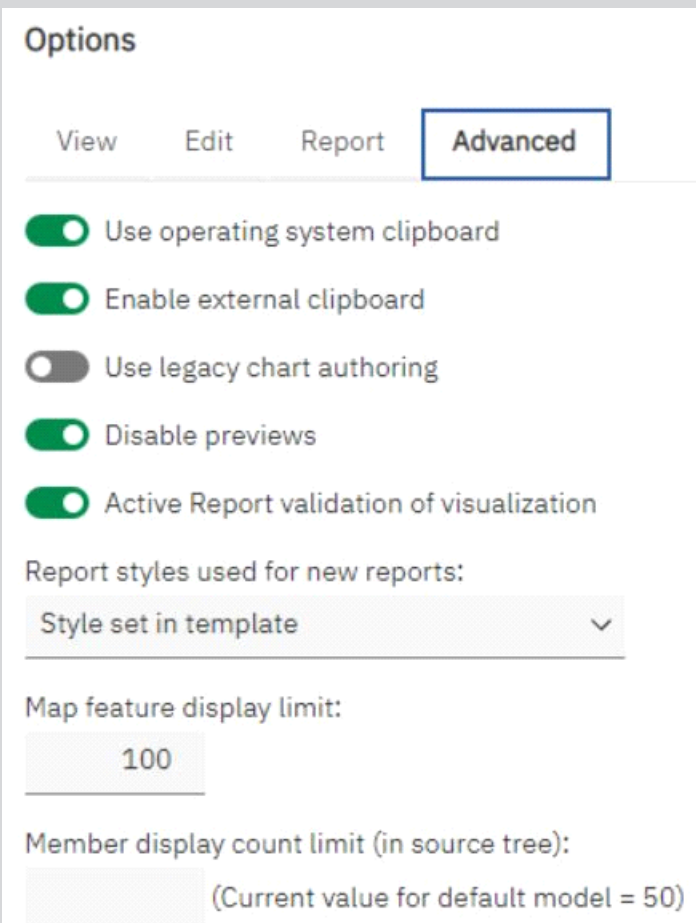 Options
View Edit Report Advanced
Use operating system clipboard
Enable external clipboard
Use legacy chart authoring
Disable previews
Active Report validation of visualization
Report styles used for new reports:
Style set in template
Map feature display limit:
100
Member display count limit (in source tree):
(Current value for default model = 50)